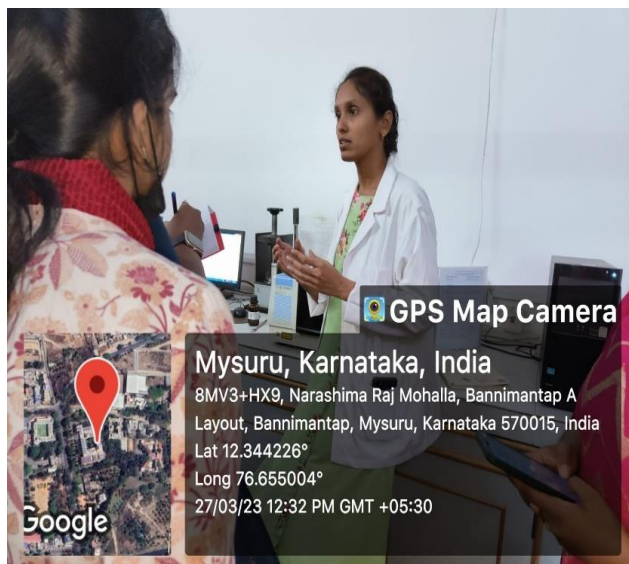 GPS Map Camera
Mysuru, Karnataka, India
8MV3+HX9, Narashima Raj Mohalla, Bannimantap A
Layout, Bannimantap, Mysuru, Karnataka 570015, India
Lat 12.344226°
Long 76.655004°
27/03/23 12:32 PM GMT +05:30
Google